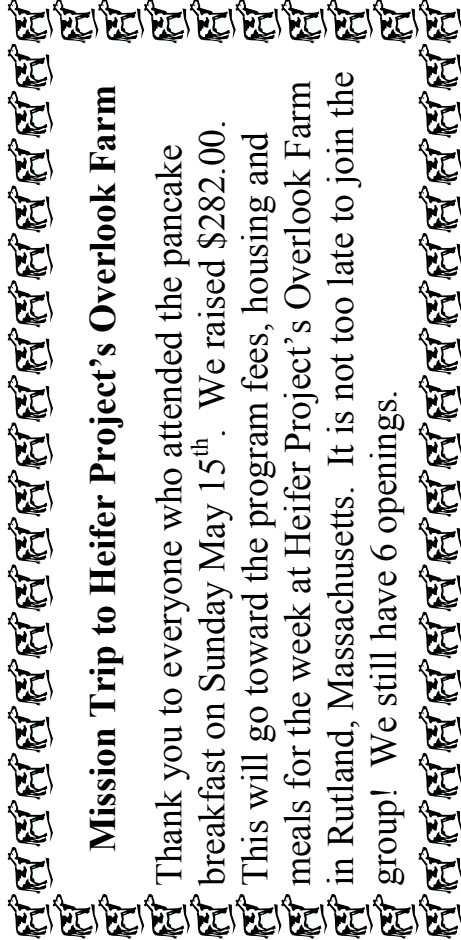 Mission Trip to Heifer Project's Overlook Farm
Thank you to everyone who attended the pancake
breakfast on Sunday May 15th.  We raised $282.00.
This will go toward the program fees, housing and
meals for the week at Heifer Project's Overlook Farm
in Rutland, Massachusetts.  It is not too late to join the
group!  We still have 6 openings.